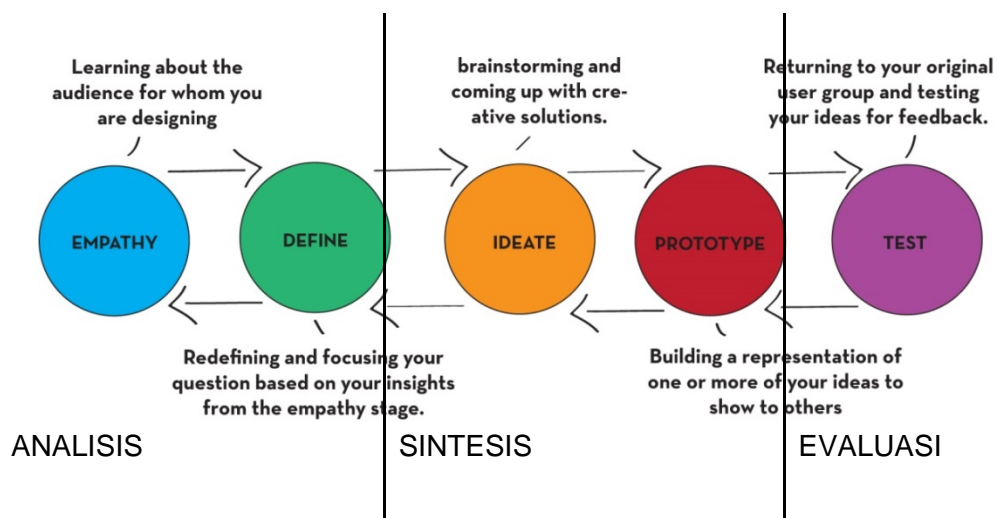 Learning about the
audience for whom you
are designing
brainstorming and
coming up with cre-
ative solutions.
Returning to your original
user group and testing
your ideas for feedback.
EMPATHY
DEFINE
IDEATE
PROTOTYPE
TEST
Redefining and focusing your
question based on your insights
from the empathy stage.
Building a representation of
one or more of your ideas to
show to others
ANALISIS
SINTESIS
EVALUASI